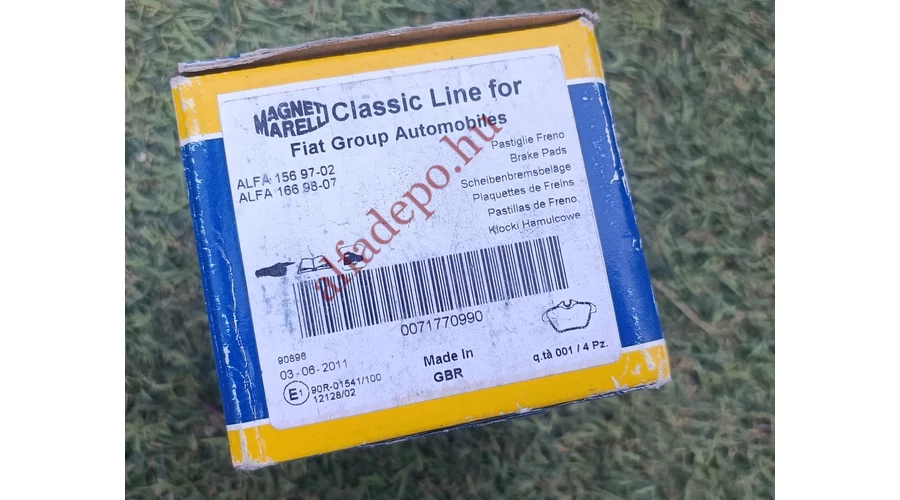 MAGNETI MARELLI Classic Line for
Fiat Group Automobiles
ALFA 156 97-02
ALFA 166 98-07
Pastiglie Freno
Brake Pads
Scheibenbremsbeläge
Plaquettes de Freins
Pastillas de Freno
Klocki Hamulcowe
alfadepo.hu
0071770990
90896
03-06-2011
E1 90R-01541/100
12128/02
Made In
GBR
q.tà 001 / 4 Pz.